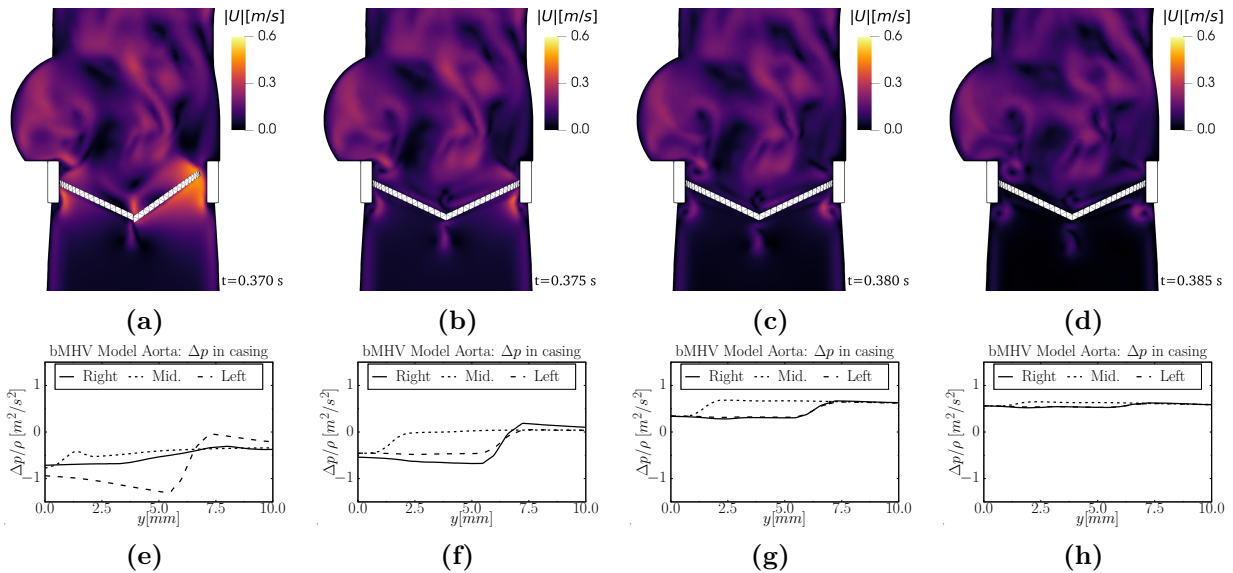 |U|[m/s] |U|[m/s] |U|[m/s] |U|[m/s]
0.6 0.6 0.6 0.6
0.3 0.3 0.3 0.3
0.0 0.0 0.0 0.0
t=0.370 s t=0.375 s t=0.380 s t=0.385 s
(a) (b) (c) (d)
bMHV Model Aorta: Δp in casing
Right Mid. Left
Δp/ρ [m²/s²]
1
0
−1
0.0 2.5 5.0 7.5 10.0
y[mm]
(e)
bMHV Model Aorta: Δp in casing
Right Mid. Left
Δp/ρ [m²/s²]
1
0
−1
0.0 2.5 5.0 7.5 10.0
y[mm]
(f)
bMHV Model Aorta: Δp in casing
Right Mid. Left
Δp/ρ [m²/s²]
1
0
−1
0.0 2.5 5.0 7.5 10.0
y[mm]
(g)
bMHV Model Aorta: Δp in casing
Right Mid. Left
Δp/ρ [m²/s²]
1
0
−1
0.0 2.5 5.0 7.5 10.0
y[mm]
(h)